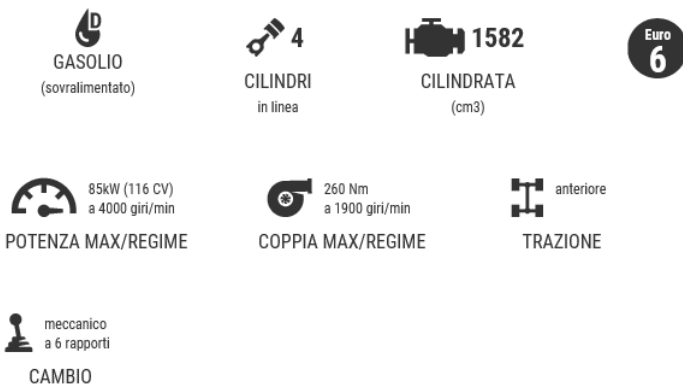 D
GASOLIO
(sovralimentato)
4
CILINDRI
in linea
1582
CILINDRATA
(cm3)
Euro
6
85kW (116 CV)
a 4000 giri/min
POTENZA MAX/REGIME
260 Nm
a 1900 giri/min
COPPIA MAX/REGIME
anteriore
TRAZIONE
meccanico
a 6 rapporti
CAMBIO